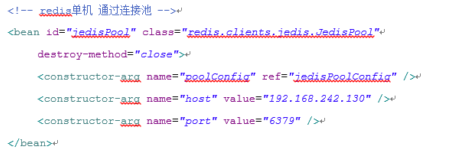 <!-- redis单机 通过连接池 -->
<bean id="jedisPool" class="redis.clients.jedis.JedisPool"
destroy-method="close">
<constructor-arg name="poolConfig" ref="jedisPoolConfig" />
<constructor-arg name="host" value="192.168.242.130" />
<constructor-arg name="port" value="6379" />
</bean>